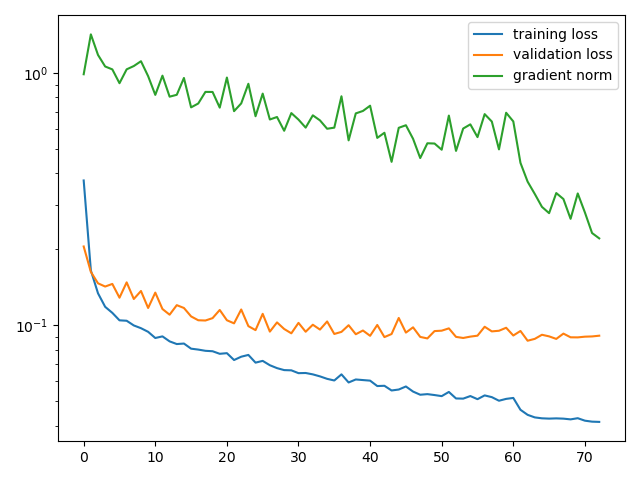 training loss
validation loss
gradient norm
10⁰
10⁻¹
0 10 20 30 40 50 60 70